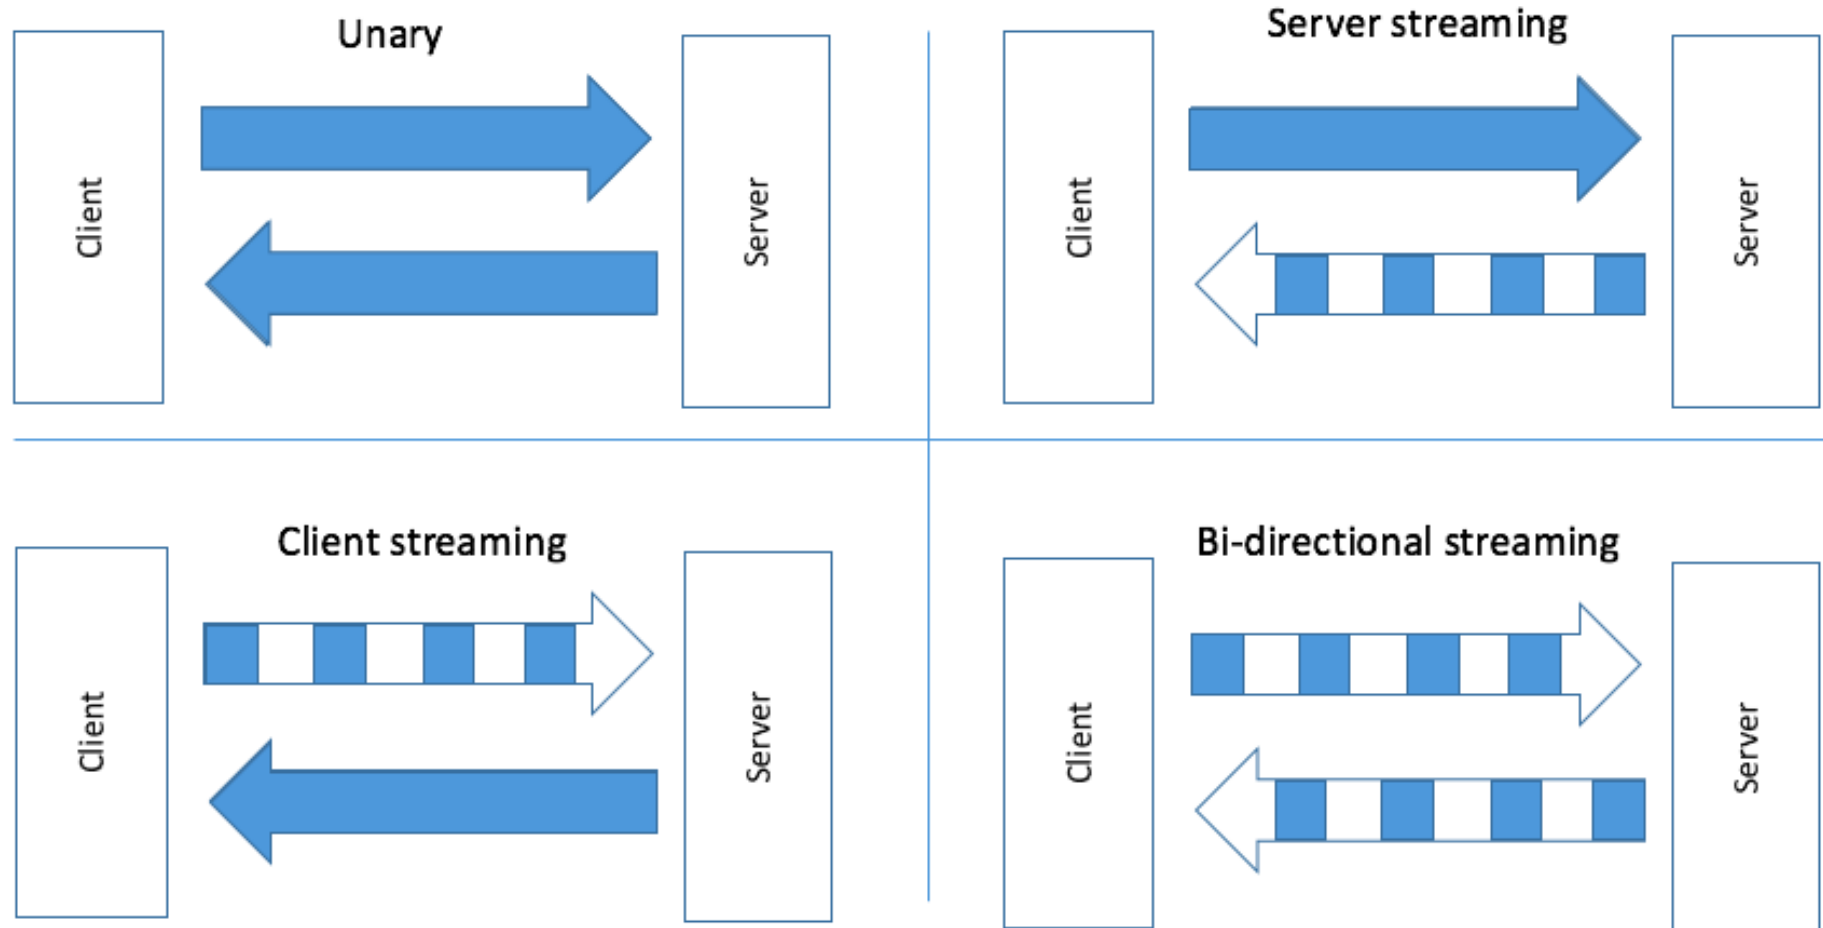 Unary
Client
Server
Server streaming
Client
Server
Client streaming
Client
Server
Bi-directional streaming
Client
Server